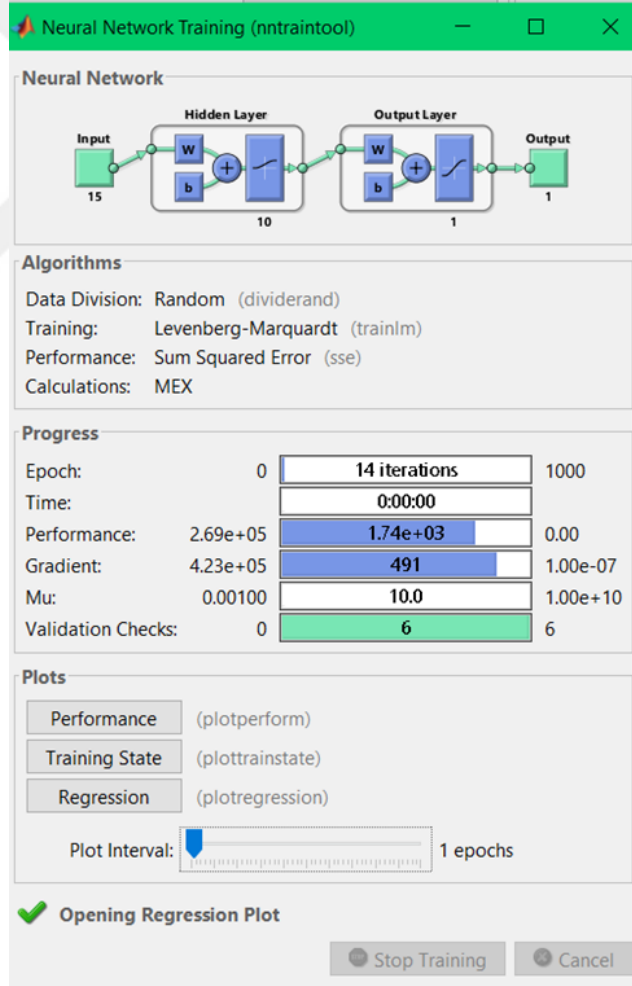 Neural Network Training (nntraintool)
Neural Network
Hidden Layer
Output Layer
Input
Output
W
W
b
b
15
1
10
1
Algorithms
Data Division: Random (dividerand)
Training: Levenberg-Marquardt (trainlm)
Performance: Sum Squared Error (sse)
Calculations: MEX
Progress
Epoch: 0 14 iterations 1000
Time: 0:00:00
Performance: 2.69e+05 1.74e+03 0.00
Gradient: 4.23e+05 491 1.00e-07
Mu: 0.00100 10.0 1.00e+10
Validation Checks: 0 6 6
Plots
Performance (plotperform)
Training State (plottrainstate)
Regression (plotregression)
Plot Interval: 1 epochs
Opening Regression Plot
Stop Training Cancel